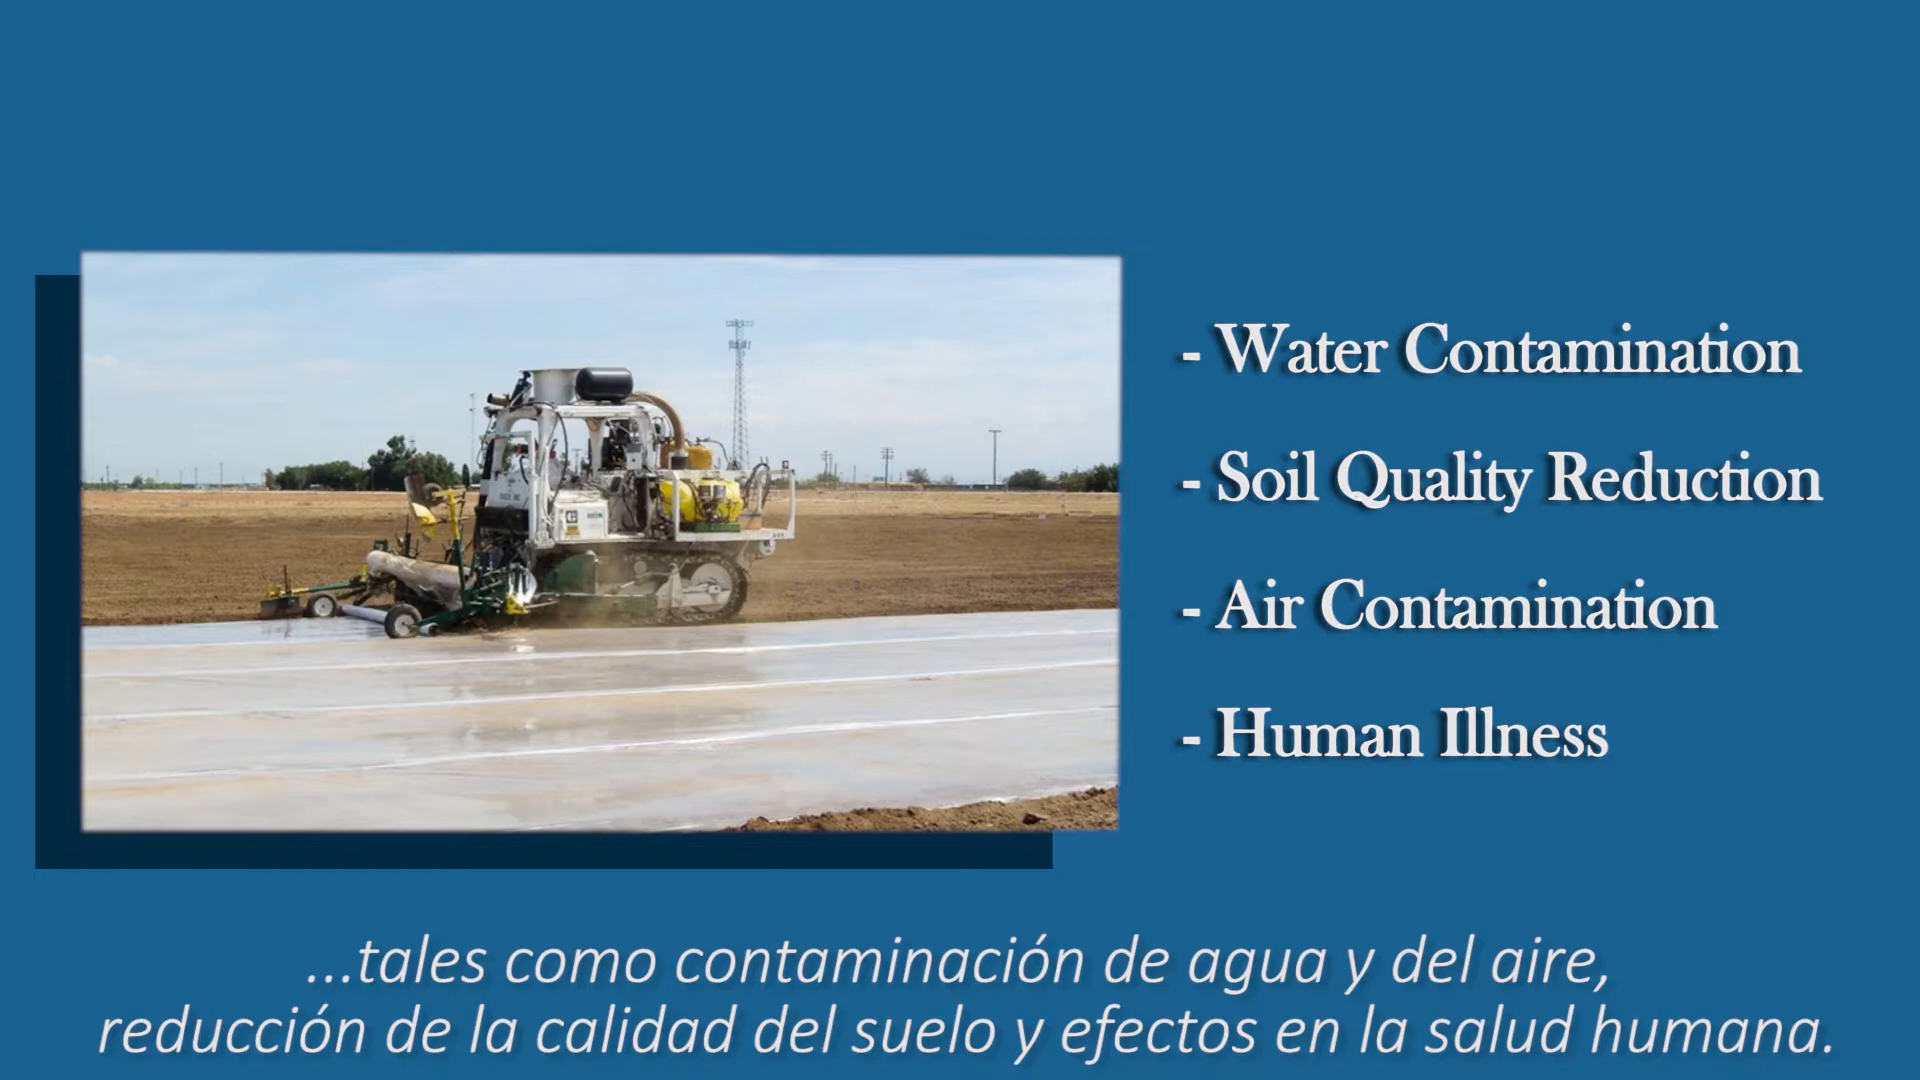 - Water Contamination
- Soil Quality Reduction
- Air Contamination
- Human Illness
...tales como contaminación de agua y del aire,
reducción de la calidad del suelo y efectos en la salud humana.